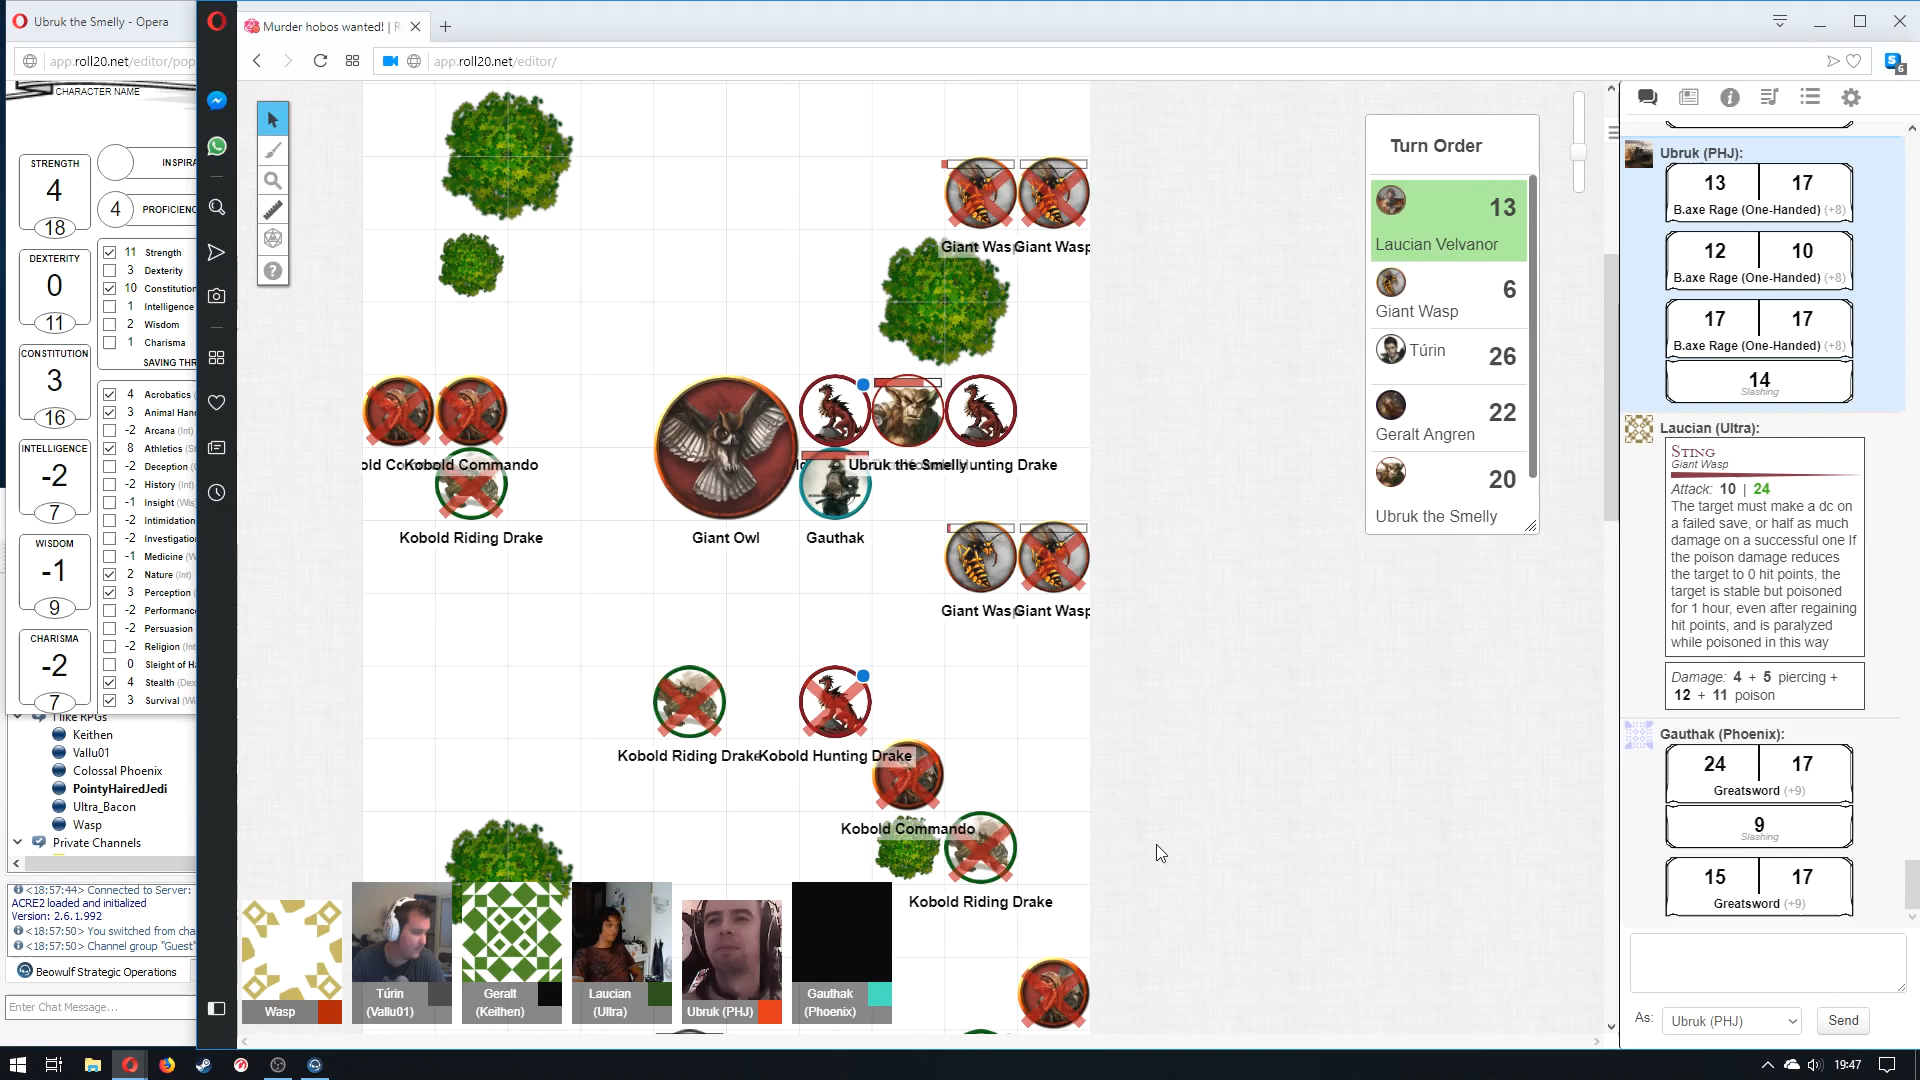 Ubruk the Smelly - Opera
app.roll20.net/editor/pop
CHARACTER NAME
STRENGTH
4
18
DEXTERITY
0
11
CONSTITUTION
3
16
INTELLIGENCE
-2
7
WISDOM
-1
9
CHARISMA
-2
7
INSPIRA
4 PROFICIENC
11 Strength
3 Dexterity
10 Constitution
1 Intelligence
2 Wisdom
1 Charisma
SAVING THR
4 Acrobatics (
3 Animal Han
-2 Arcana (Int)
8 Athletics (S
-2 Deception (
-2 History (Int)
-1 Insight (Wis
-2 Intimidation
-2 Investigation
-1 Medicine (W
2 Nature (Int)
3 Perception (
-2 Performance
-2 Persuasion
-2 Religion (Int
0 Sleight of Ha
4 Stealth (Dex
3 Survival (Wi
I like RPGs
Keithen
Vallu01
Colossal Phoenix
PointyHairedJedi
Ultra_Bacon
Wasp
Private Channels
<18:57:44> Connected to Server:
ACRE2 loaded and initialized
Version: 2.6.1.992
<18:57:50> You switched from cha
<18:57:50> Channel group "Guest"
Beowulf Strategic Operations
Enter Chat Message...
Murder hobos wanted! | R
app.roll20.net/editor/
6
Giant Wasp
Giant Wasp
Kobold Commando
Ubruk the Smelly
Hunting Drake
Kobold Riding Drake
Giant Owl
Gauthak
Giant Wasp
Giant Wasp
Kobold Riding Drake
Kobold Hunting Drake
Kobold Commando
Kobold Riding Drake
Wasp
Túrin
(Vallu01)
Geralt
(Keithen)
Laucian
(Ultra)
Ubruk (PHJ)
Gauthak
(Phoenix)
Turn Order
13
Laucian Velvanor
6
Giant Wasp
Túrin
26
22
Geralt Angren
20
Ubruk the Smelly
Ubruk (PHJ):
13 17
B.axe Rage (One-Handed) (+8)
12 10
B.axe Rage (One-Handed) (+8)
17 17
B.axe Rage (One-Handed) (+8)
14
Slashing
Laucian (Ultra):
STING
Giant Wasp
Attack: 10 | 24
The target must make a dc on
a failed save, or half as much
damage on a successful one If
the poison damage reduces
the target to 0 hit points, the
target is stable but poisoned
for 1 hour, even after regaining
hit points, and is paralyzed
while poisoned in this way
Damage: 4 + 5 piercing +
12 + 11 poison
Gauthak (Phoenix):
24 17
Greatsword (+9)
9
Slashing
15 17
Greatsword (+9)
As: Ubruk (PHJ) Send
19:47